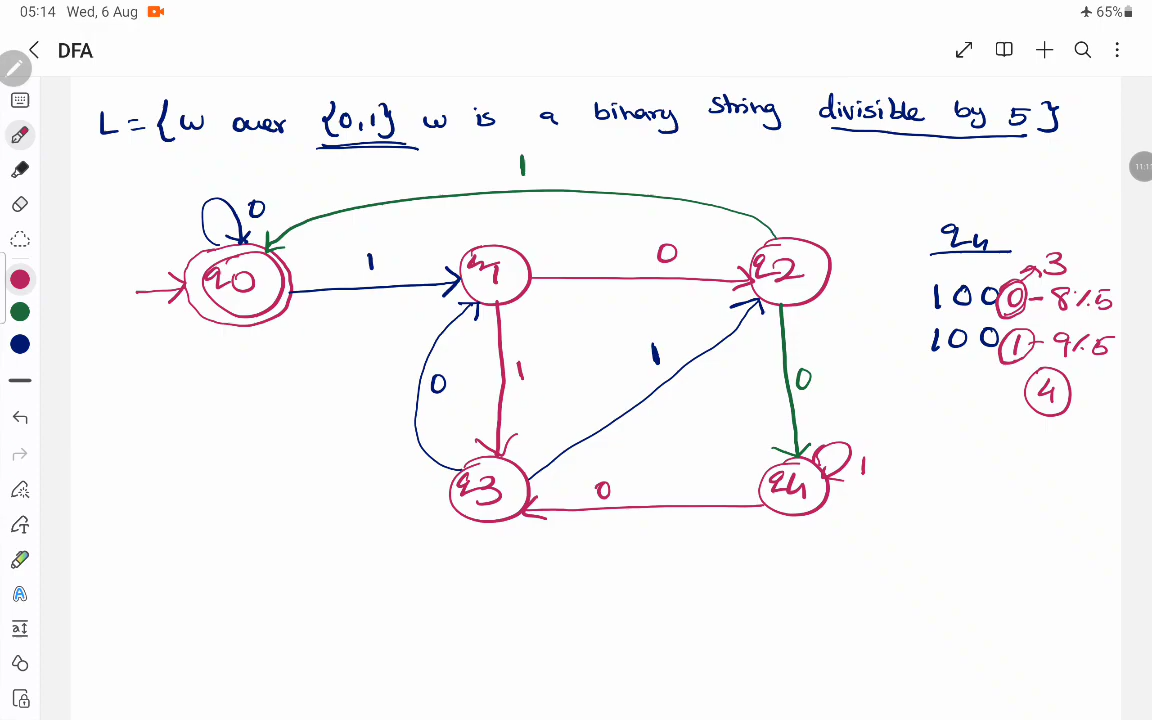 05:14 Wed, 6 Aug 65%
DFA
L = { w over {0,1} w is a binary string divisible by 5 }
11:11
1
0
q0
1
q1
0
q2
0
1
1
0
q3
0
q4
1
q4
3
1000 - 8%5
1001 - 9%5
4